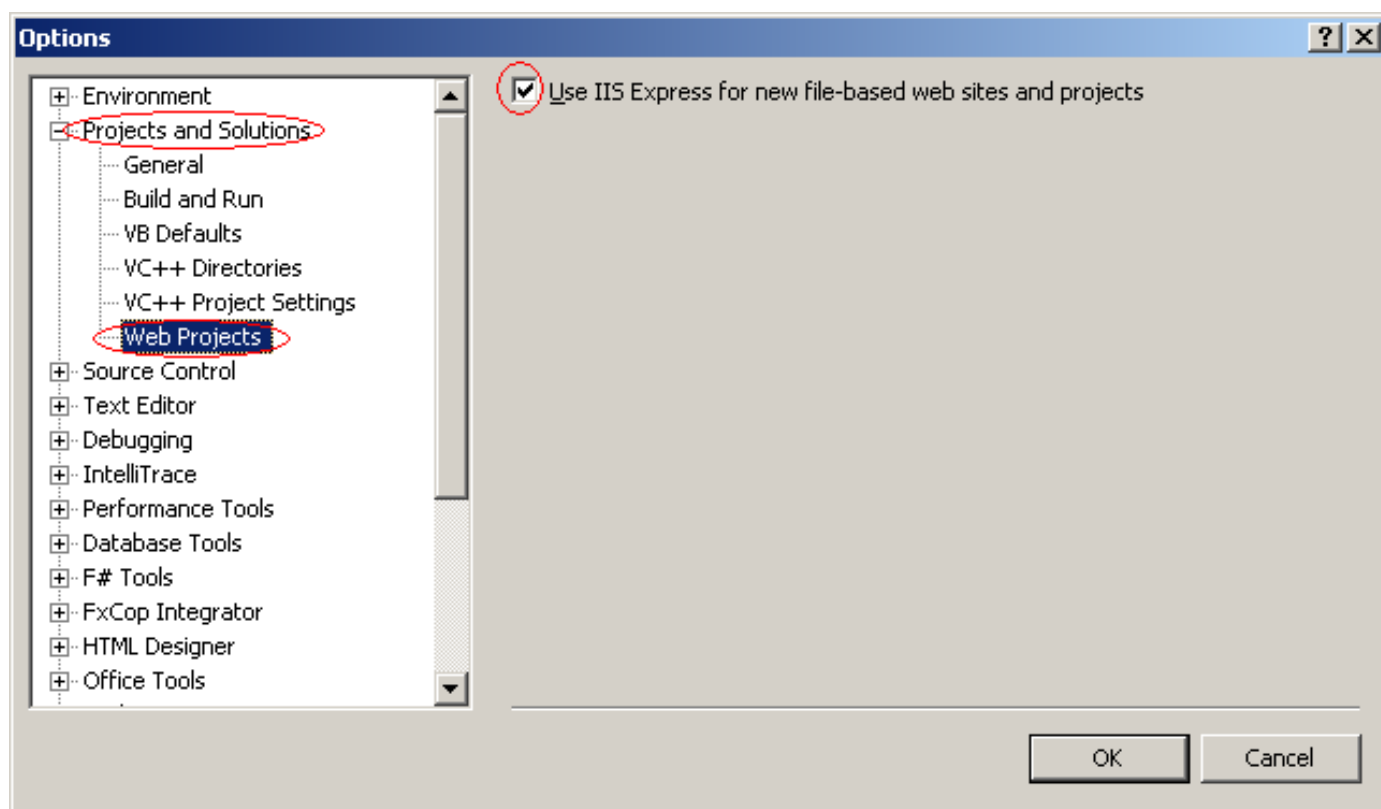 Options
Environment
Projects and Solutions
General
Build and Run
VB Defaults
VC++ Directories
VC++ Project Settings
Web Projects
Source Control
Text Editor
Debugging
IntelliTrace
Performance Tools
Database Tools
F# Tools
FxCop Integrator
HTML Designer
Office Tools
Use IIS Express for new file-based web sites and projects
OK Cancel